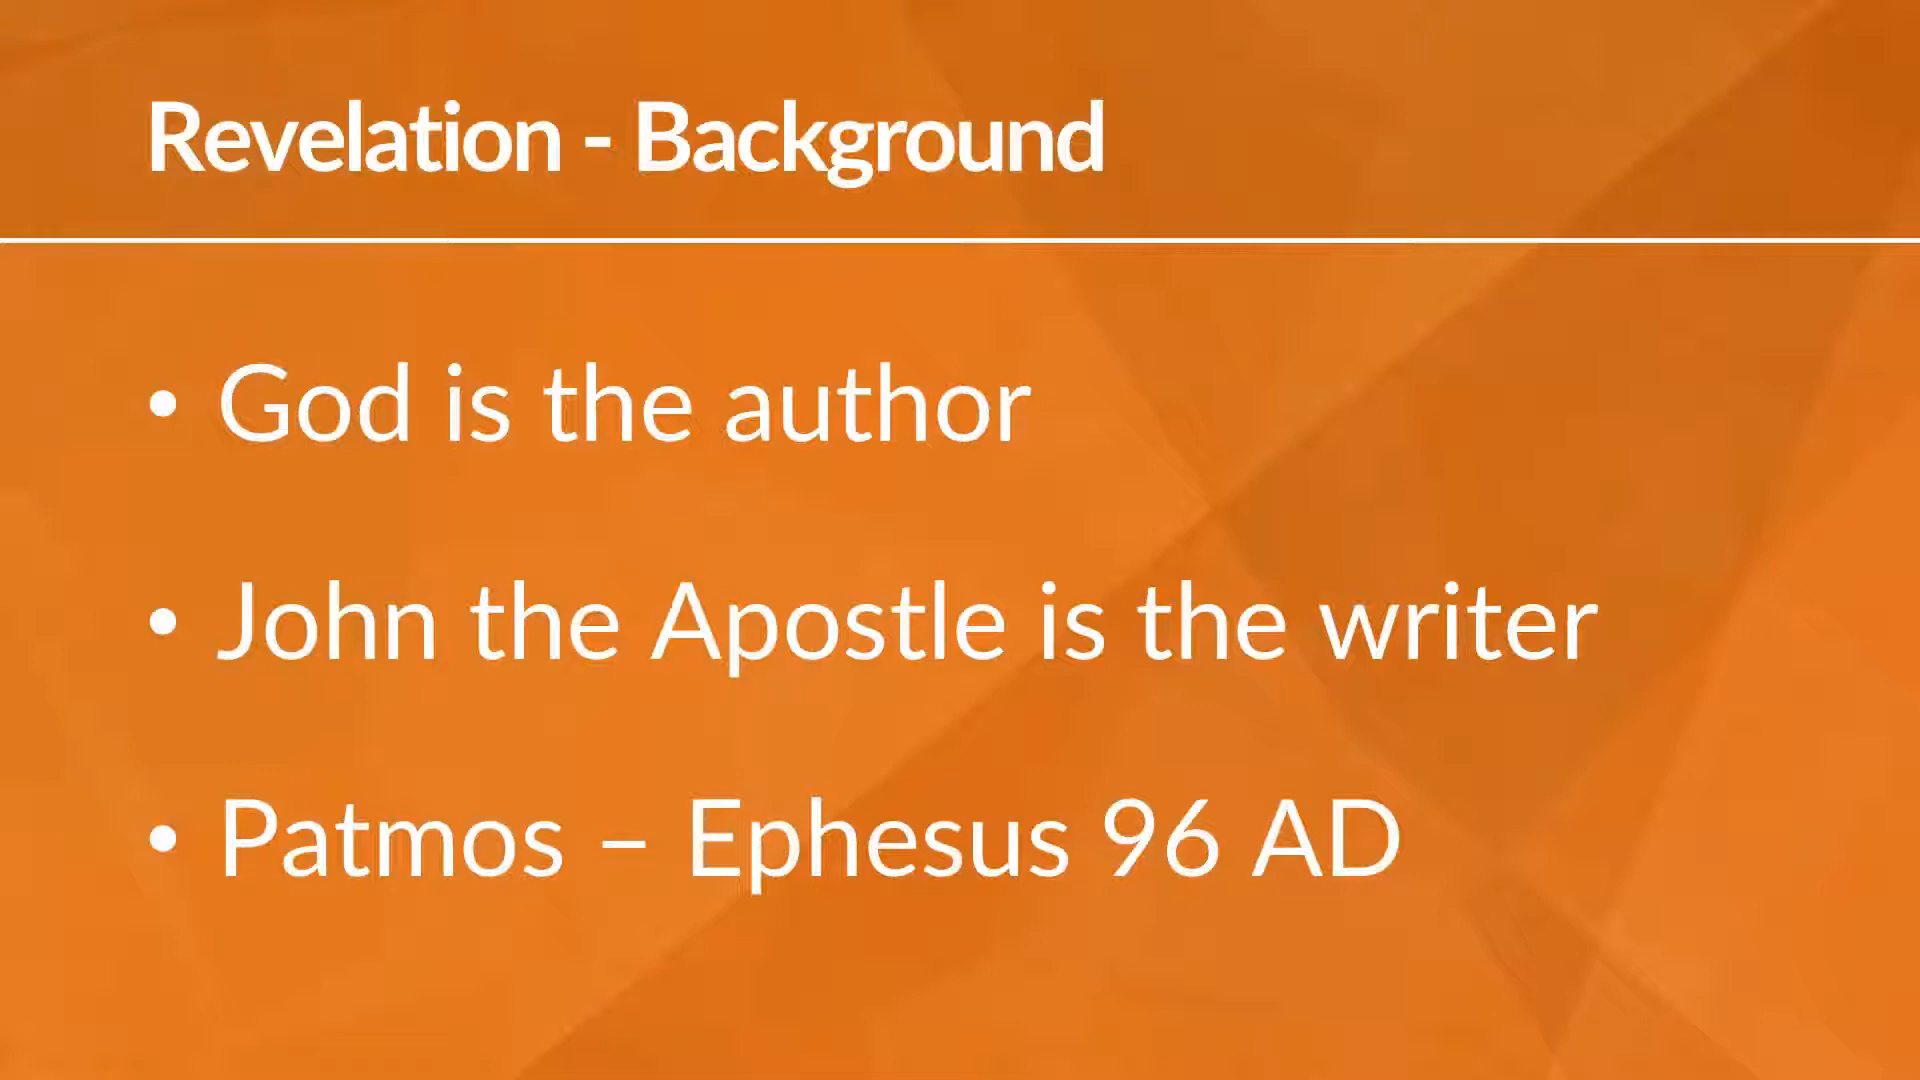 Revelation - Background
• God is the author
• John the Apostle is the writer
• Patmos – Ephesus 96 AD